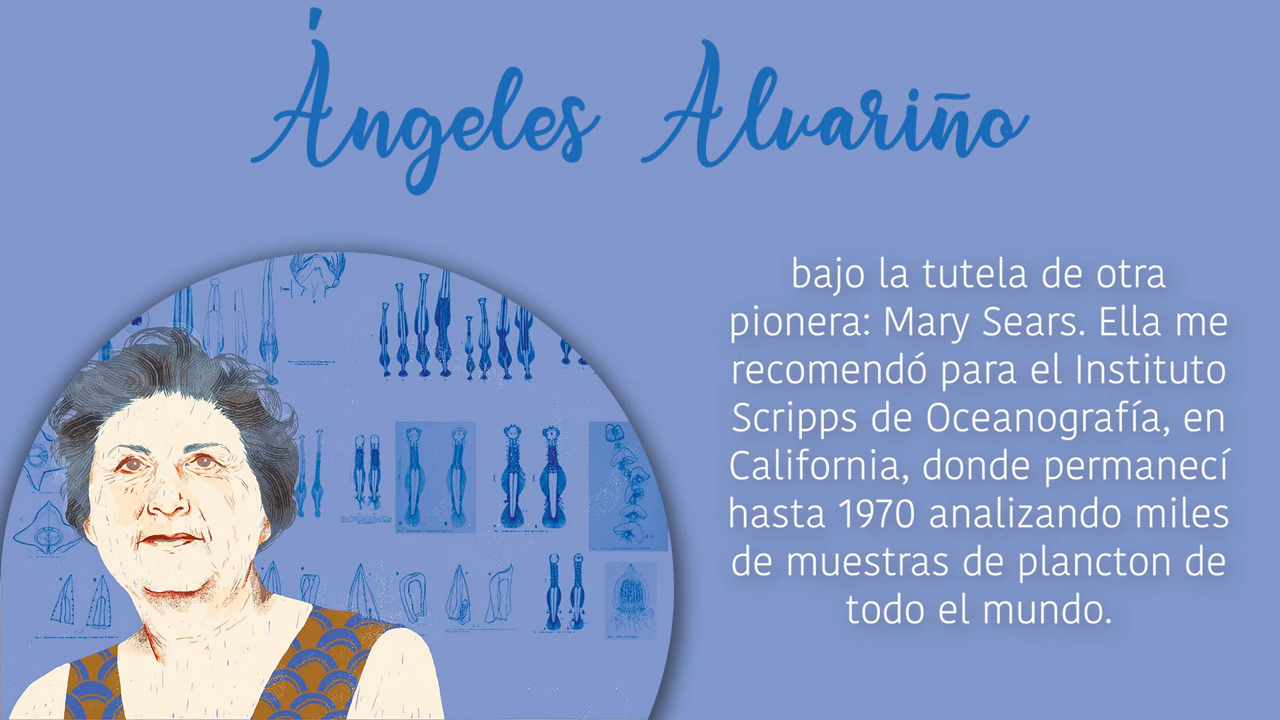 Ángeles Alvariño
bajo la tutela de otra
pionera: Mary Sears. Ella me
recomendó para el Instituto
Scripps de Oceanografía, en
California, donde permanecí
hasta 1970 analizando miles
de muestras de plancton de
todo el mundo.